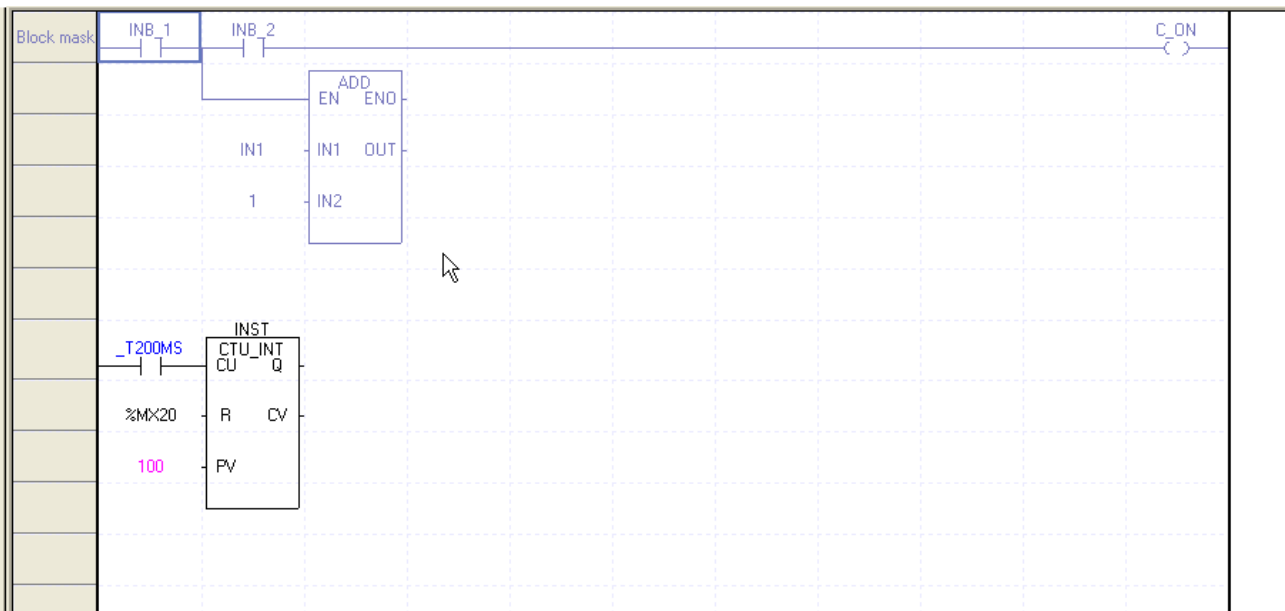 Block mask INB_1 INB_2 C_ON
ADD
EN ENO
IN1 IN1 OUT
1 IN2
INST
_T200MS CTU_INT
CU Q
%MX20 R CV
100 PV